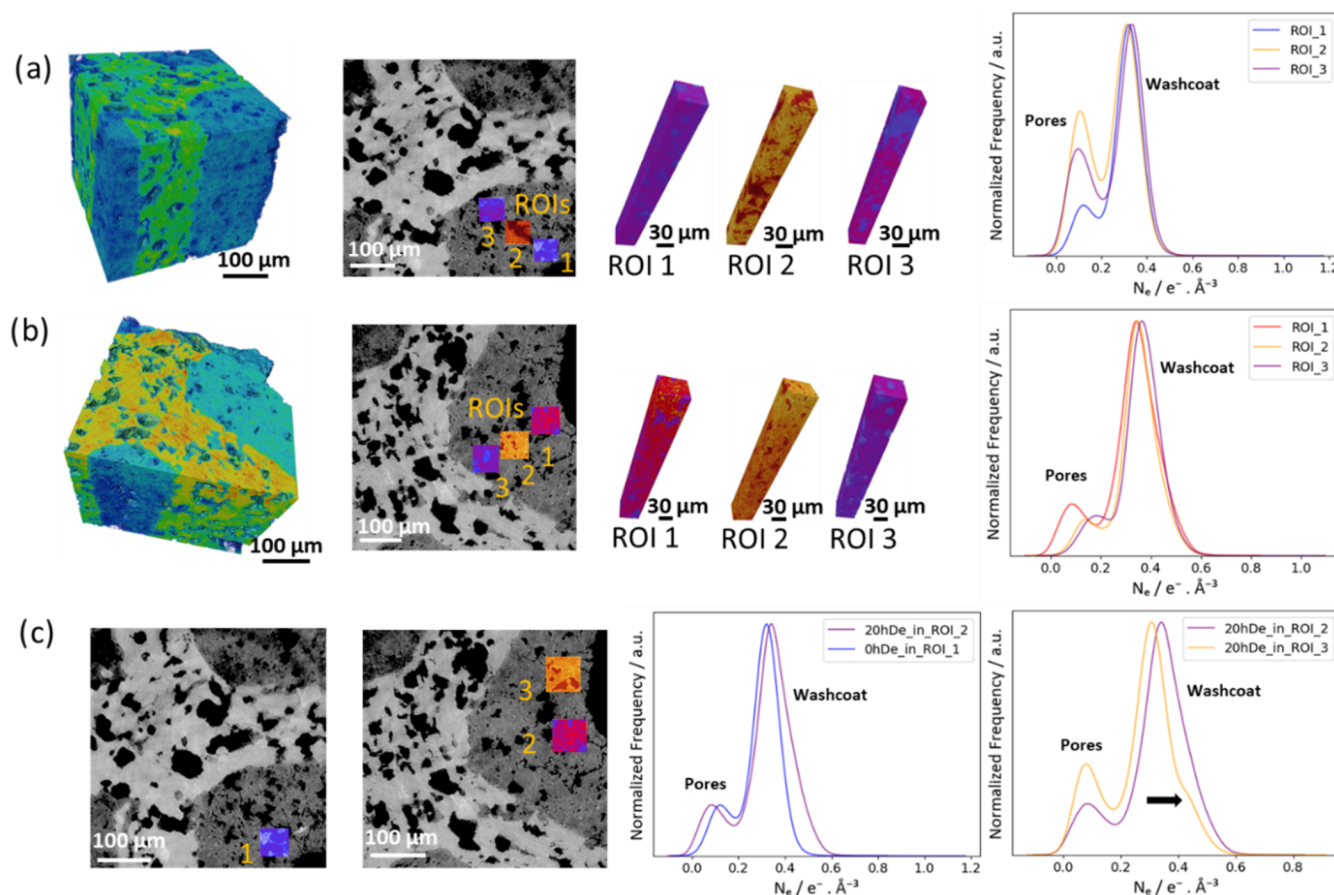 (a)
100 μm
ROIs
3
2
1
100 μm
30 μm
ROI 1
30 μm
ROI 2
30 μm
ROI 3
Normalized Frequency / a.u.
Pores
Washcoat
ROI_1
ROI_2
ROI_3
0.0 0.2 0.4 0.6 0.8 1.0 1.2
Nₑ / e⁻ . Å⁻³
(b)
100 μm
ROIs
1
2
3
100 μm
30 μm
ROI 1
30 μm
ROI 2
30 μm
ROI 3
Normalized Frequency / a.u.
Pores
Washcoat
ROI_1
ROI_2
ROI_3
0.0 0.2 0.4 0.6 0.8 1.0
Nₑ / e⁻ . Å⁻³
(c)
100 μm
1
3
2
100 μm
Normalized Frequency / a.u.
Pores
Washcoat
20hDe_in_ROI_2
0hDe_in_ROI_1
0.0 0.2 0.4 0.6 0.8 1.0 1.2
Nₑ / e⁻ . Å⁻³
Normalized Frequency / a.u.
Pores
Washcoat
20hDe_in_ROI_2
20hDe_in_ROI_3
0.0 0.2 0.4 0.6 0.8
Nₑ / e⁻ . Å⁻³